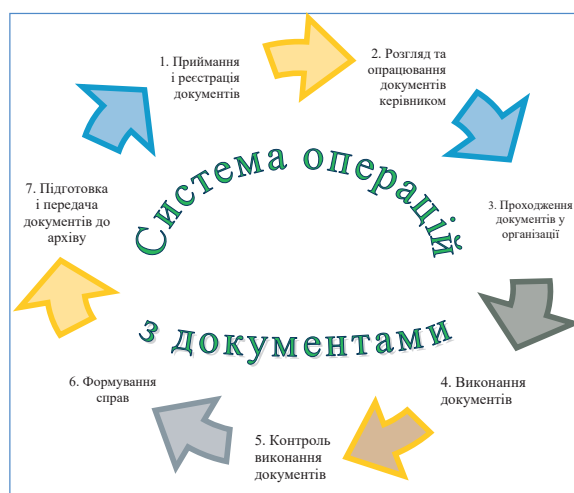 1. Приймання
і реєстрація
документів
2. Розгляд та
опрацювання
документів
керівником
3. Проходження
документів у
організації
4. Виконання
документів
5. Контроль
виконання
документів
6. Формування
справ
7. Підготовка
і передача
документів до
архіву
Система операцій
з документами